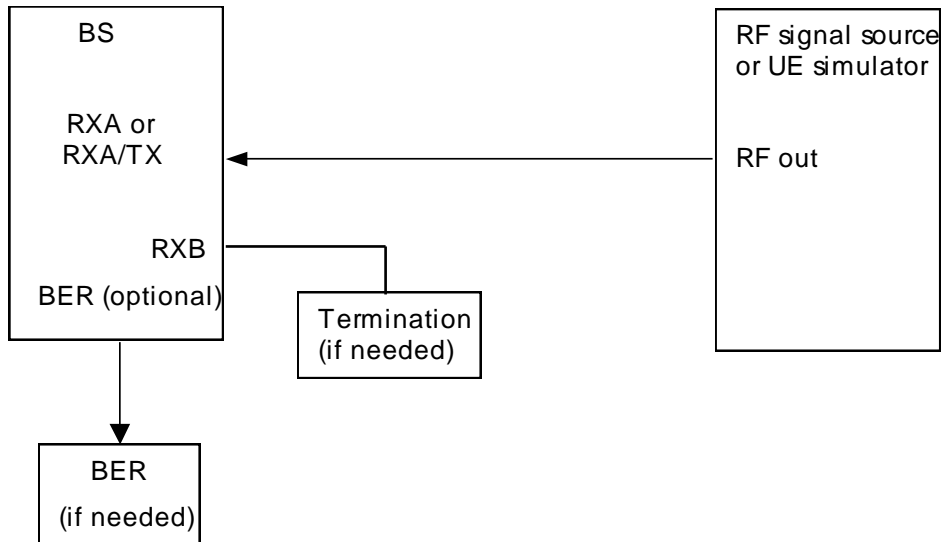 BS
RXA or
RXA/TX
RXB
BER (optional)
Termination
(if needed)
BER
(if needed)
RF signal source
or UE simulator
RF out